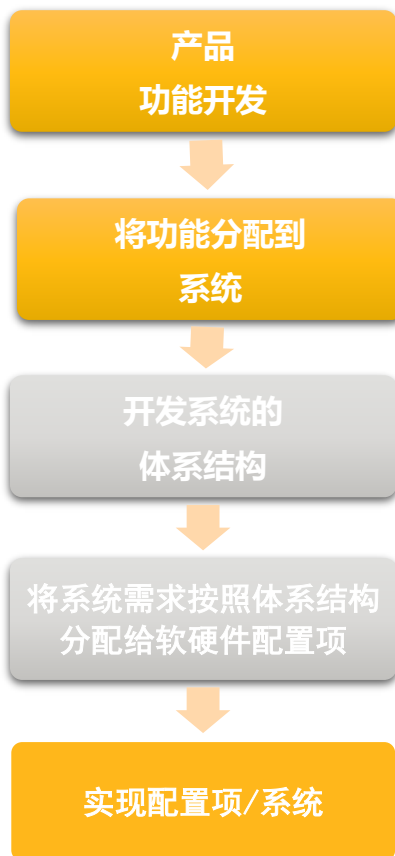 产品
功能开发
将功能分配到
系统
开发系统的
体系结构
将系统需求按照体系结构
分配给软硬件配置项
实现配置项/系统